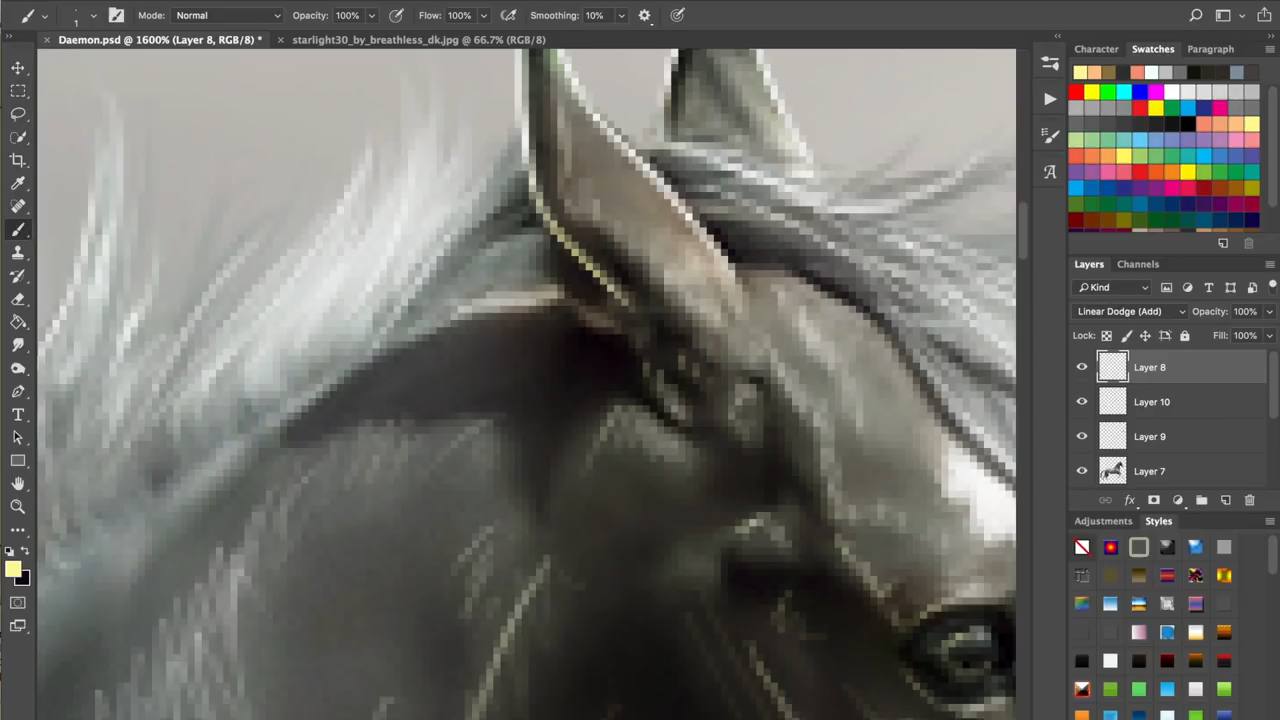 1
Mode: Normal Opacity: 100% Flow: 100% Smoothing: 10%
Daemon.psd @ 1600% (Layer 8, RGB/8) * starlight30_by_breathless_dk.jpg @ 66.7% (RGB/8)
Character Swatches Paragraph
Layers Channels
Kind
Linear Dodge (Add) Opacity: 100%
Lock: Fill: 100%
Layer 8
Layer 10
Layer 9
Layer 7
fx
Adjustments Styles